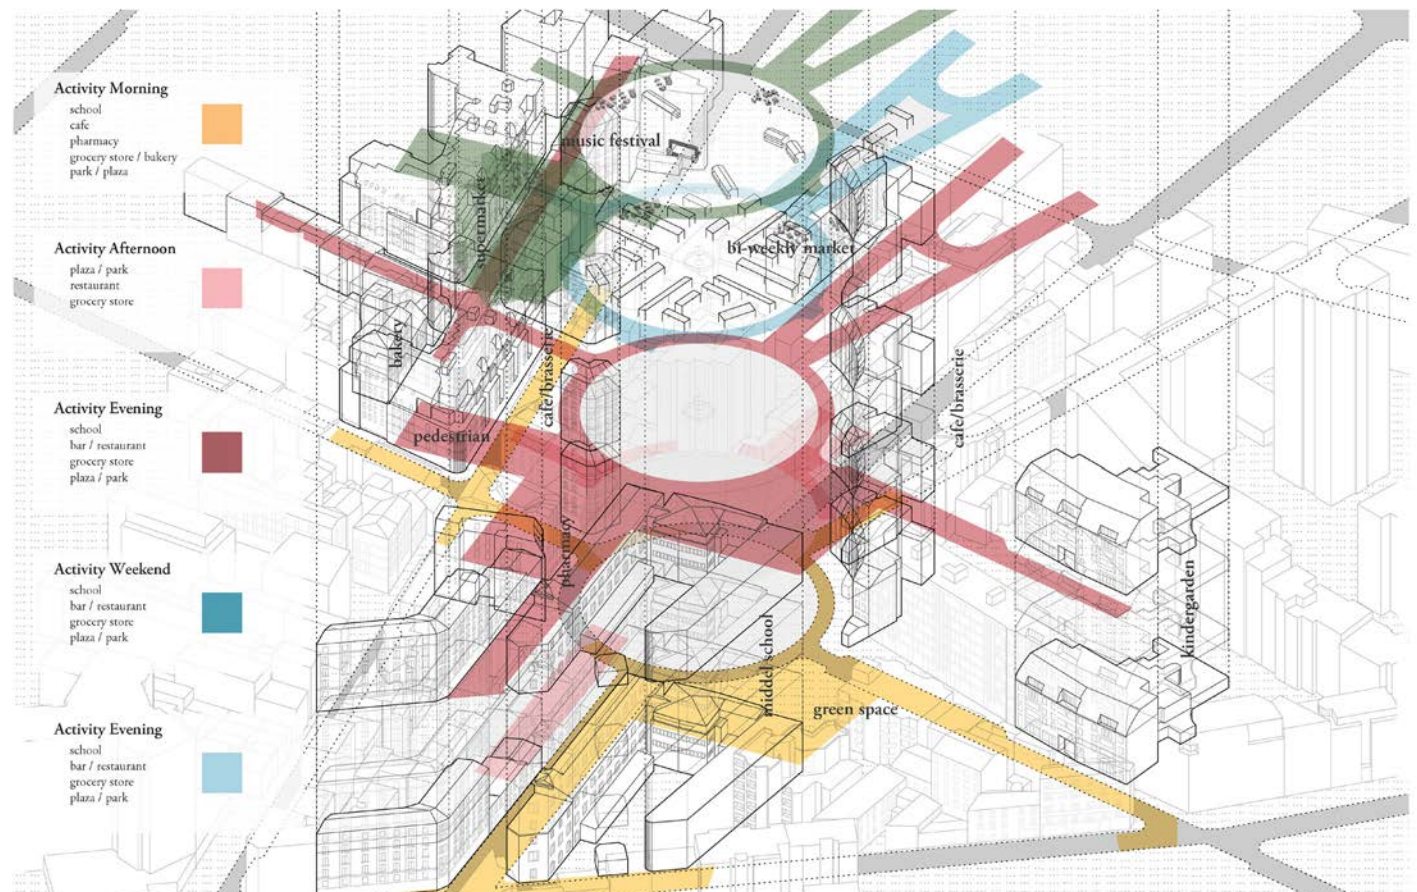 Activity Morning
school
cafe
pharmacy
grocery store / bakery
park / plaza
Activity Afternoon
plaza / park
restaurant
grocery store
Activity Evening
school
bar / restaurant
grocery store
plaza / park
Activity Weekend
school
bar / restaurant
grocery store
plaza / park
Activity Evening
school
bar / restaurant
grocery store
plaza / park
music festival
supermarket
bi-weekly market
bakery
cafe/brasserie
cafe/brasserie
pedestrian
pharmacy
kindergarden
middel school
green space